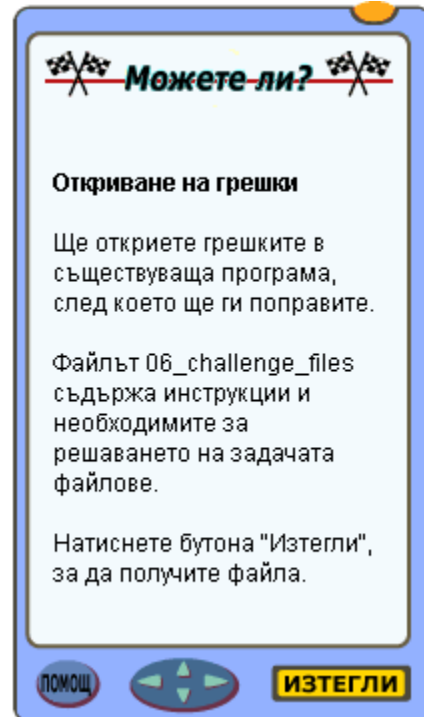 Можете ли?
Откриване на грешки
Ще откриете грешките в
съществуваща програма,
след което ще ги поправите.
Файлът 06_challenge_files
съдържа инструкции и
необходимите за
решаването на задачата
файлове.
Натиснете бутона "Изтегли",
за да получите файла.
ПОМОЩ
ИЗТЕГЛИ